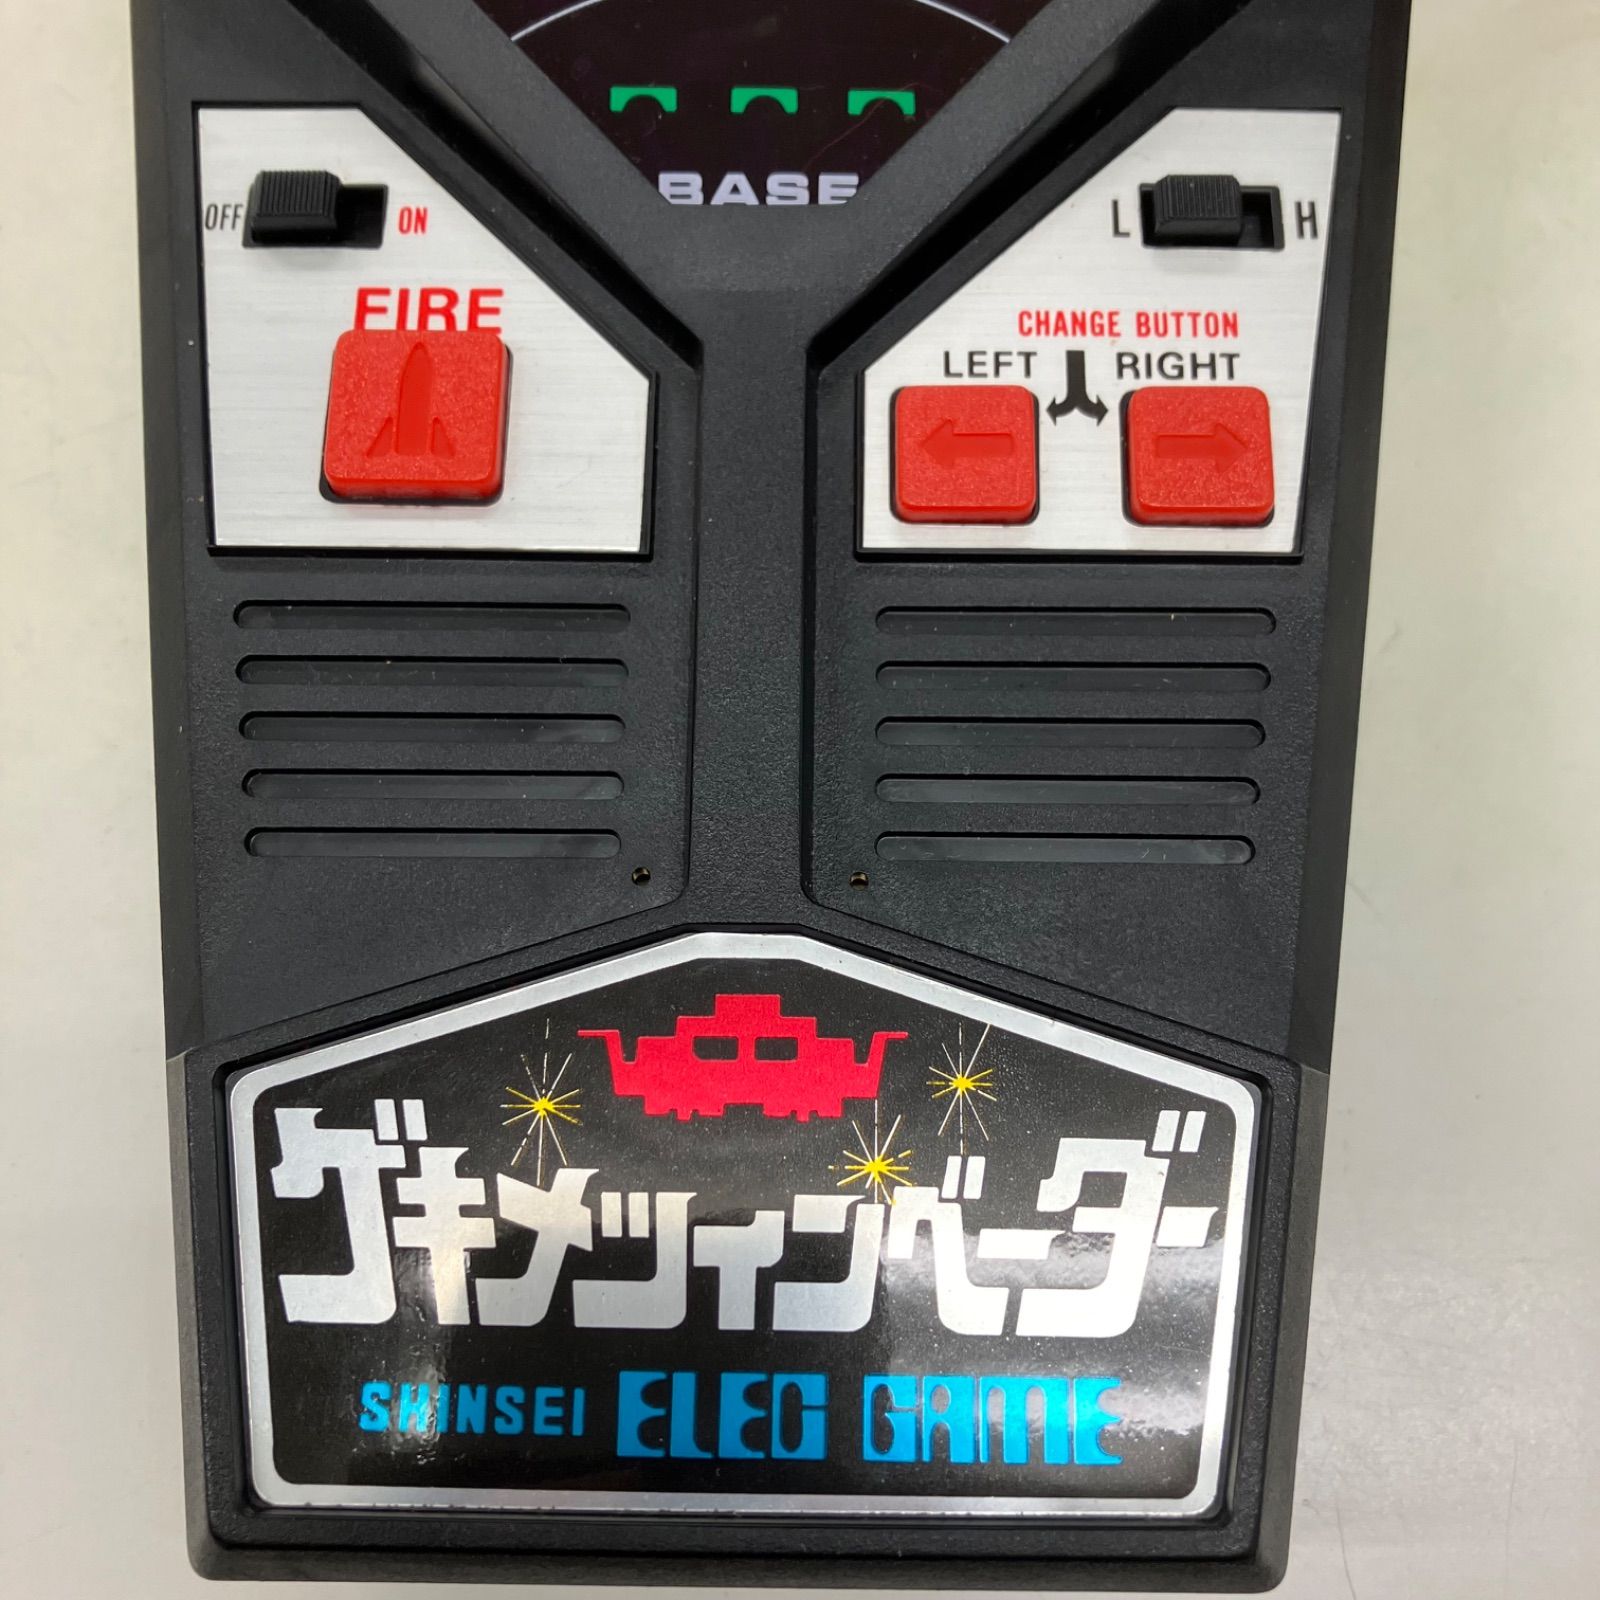 BASE
OFF ON
L H
FIRE
CHANGE BUTTON
LEFT RIGHT
ゲキメツインベーダー
SHINSEI ELEC GAME